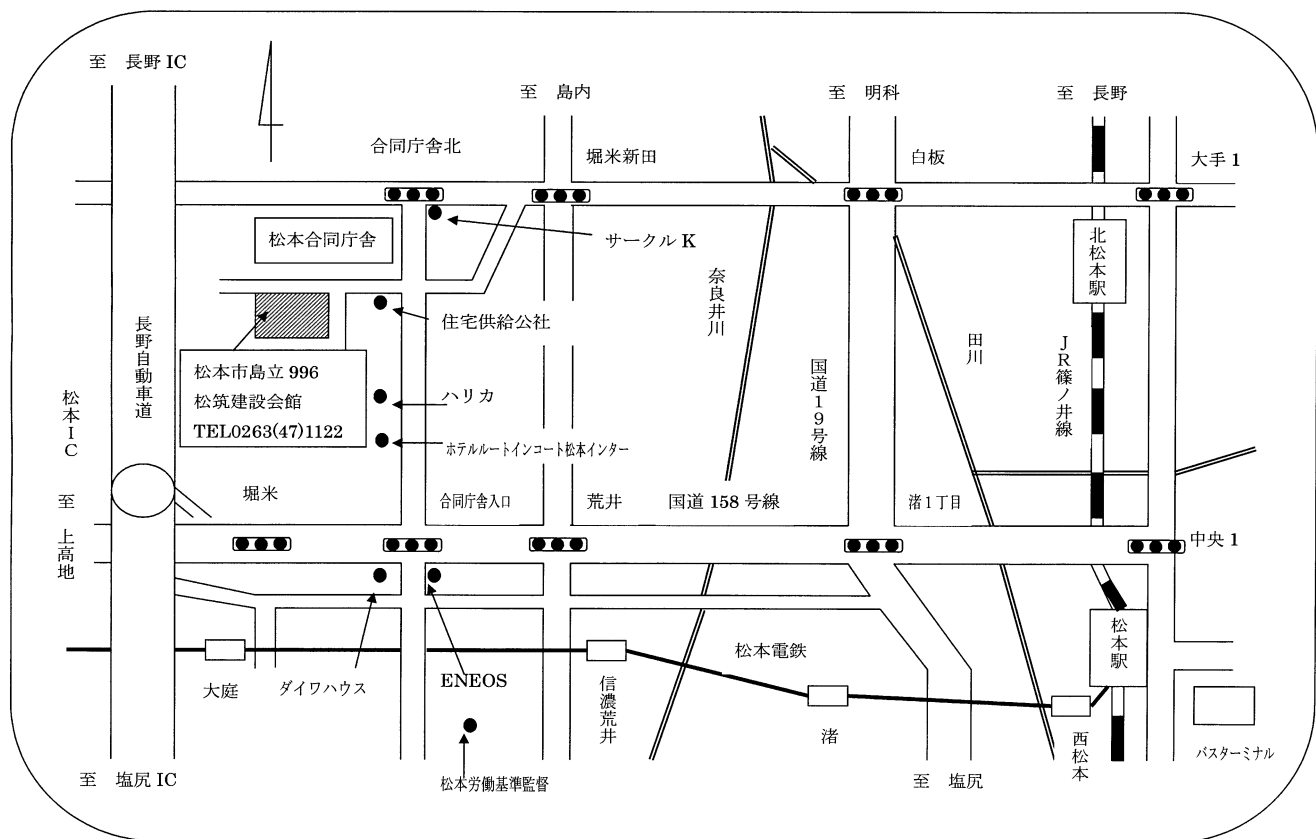 至 長野 IC
至 島内
至 明科
至 長野
合同庁舎北
堀米新田
白板
大手 1
松本合同庁舎
サークル K
北松本駅
奈良井川
住宅供給公社
長野自動車道
国道19号線
田川
JR篠ノ井線
松本市島立 996
松筑建設会館
TEL0263(47)1122
ハリカ
ホテルルートインコート松本インター
松本IC
至 上高地
堀米
合同庁舎入口
荒井
国道 158 号線
渚1丁目
中央 1
松本駅
松本電鉄
大庭
ダイワハウス
ENEOS
信濃荒井
渚
西松本
バスターミナル
至 塩尻 IC
松本労働基準監督
至 塩尻